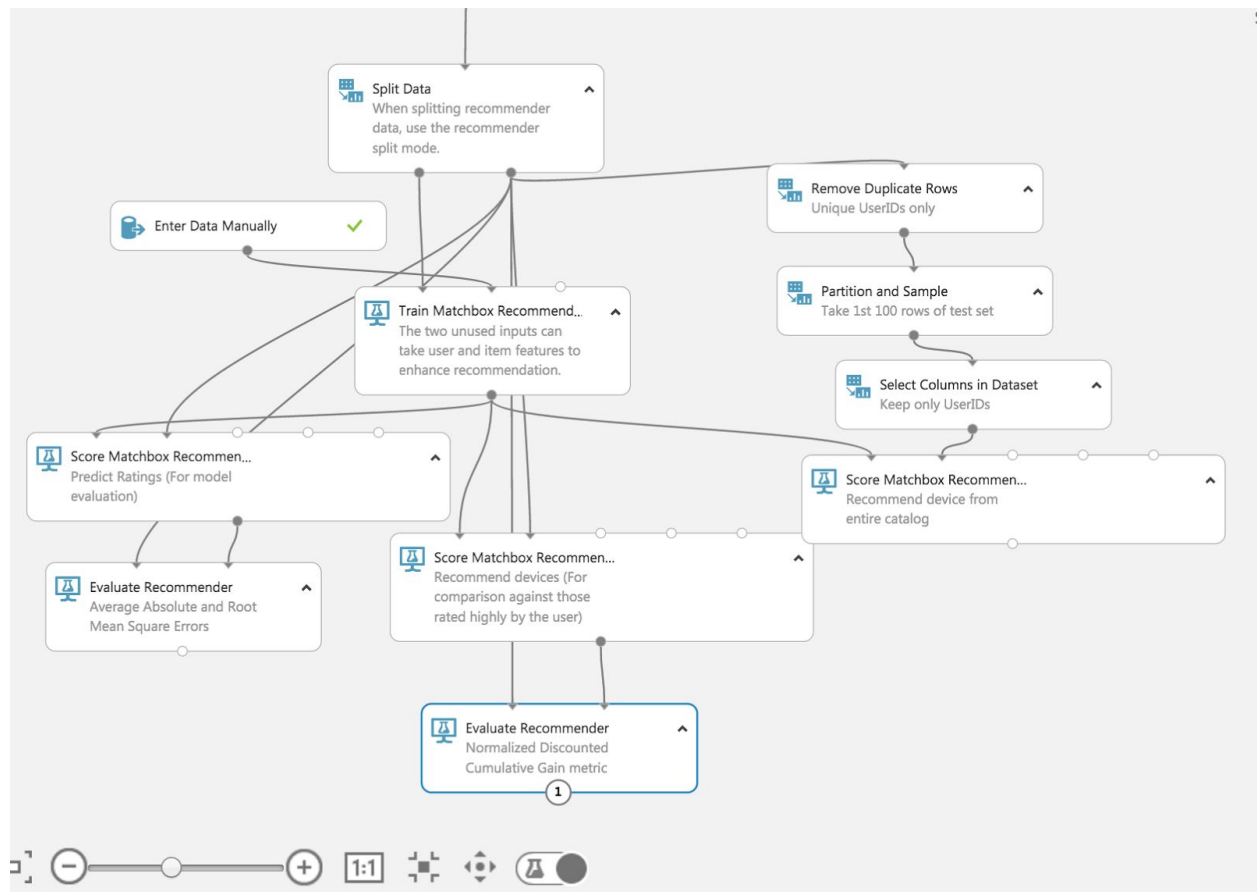 Split Data
When splitting recommender
data, use the recommender
split mode.
Remove Duplicate Rows
Unique UserIDs only
Enter Data Manually
Partition and Sample
Take 1st 100 rows of test set
Train Matchbox Recommend...
The two unused inputs can
take user and item features to
enhance recommendation.
Select Columns in Dataset
Keep only UserIDs
Score Matchbox Recommen...
Predict Ratings (For model
evaluation)
Score Matchbox Recommen...
Recommend device from
entire catalog
Score Matchbox Recommen...
Recommend devices (For
comparison against those
rated highly by the user)
Evaluate Recommender
Average Absolute and Root
Mean Square Errors
Evaluate Recommender
Normalized Discounted
Cumulative Gain metric
1
1:1